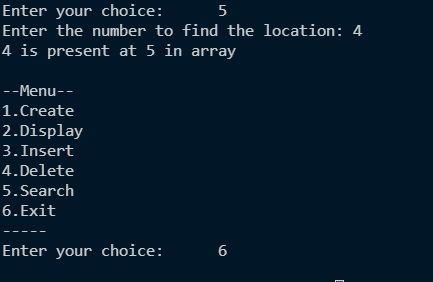 Enter your choice:      5
Enter the number to find the location: 4
4 is present at 5 in array
--Menu--
1.Create
2.Display
3.Insert
4.Delete
5.Search
6.Exit
-----
Enter your choice:      6